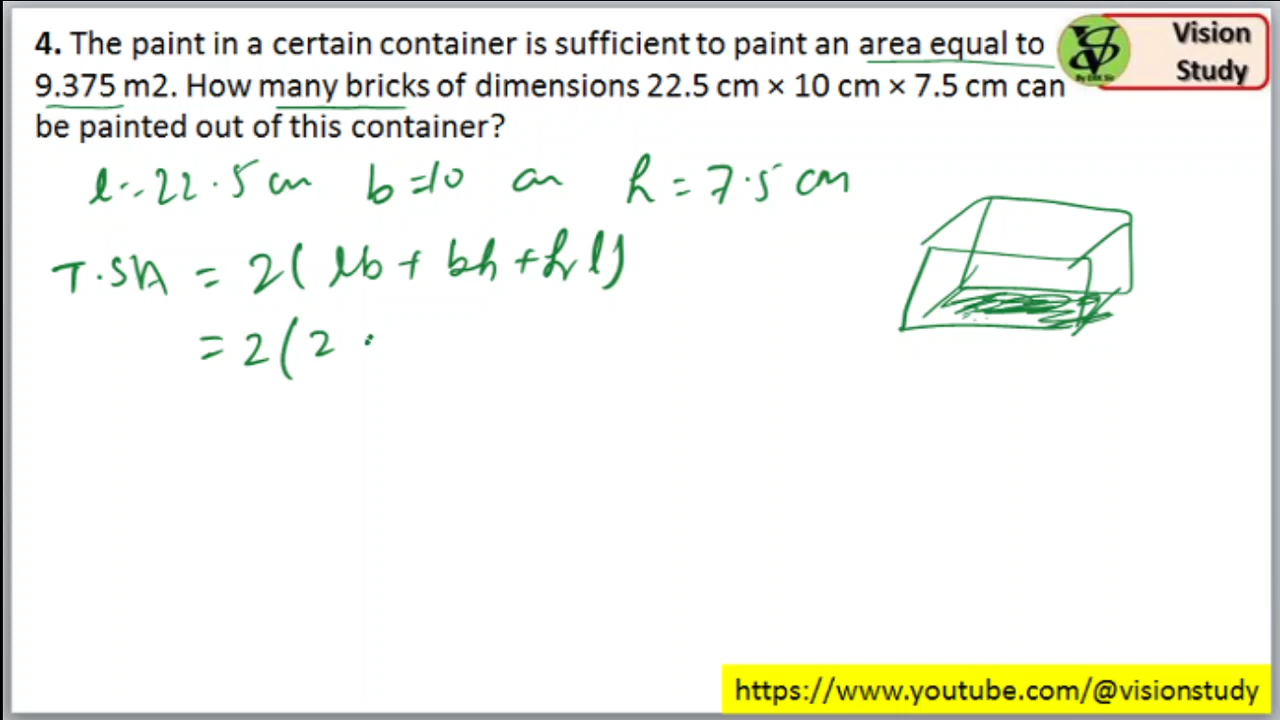 4. The paint in a certain container is sufficient to paint an area equal to
9.375 m2. How many bricks of dimensions 22.5 cm × 10 cm × 7.5 cm can
be painted out of this container?
Vision
Study
By EBK Sir
l = 22.5 cm b = 10 cm h = 7.5 cm
T.SA = 2(lb + bh + hl)
= 2(2 .
https://www.youtube.com/@visionstudy